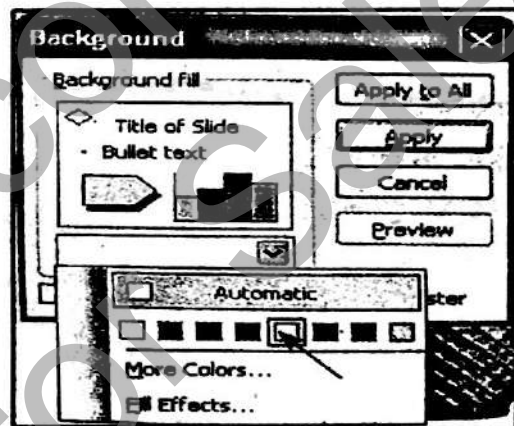 Background
Background fill
Title of Slide
• Bullet text
Apply to All
Apply
Cancel
Preview
Automatic
ster
More Colors...
Fill Effects...